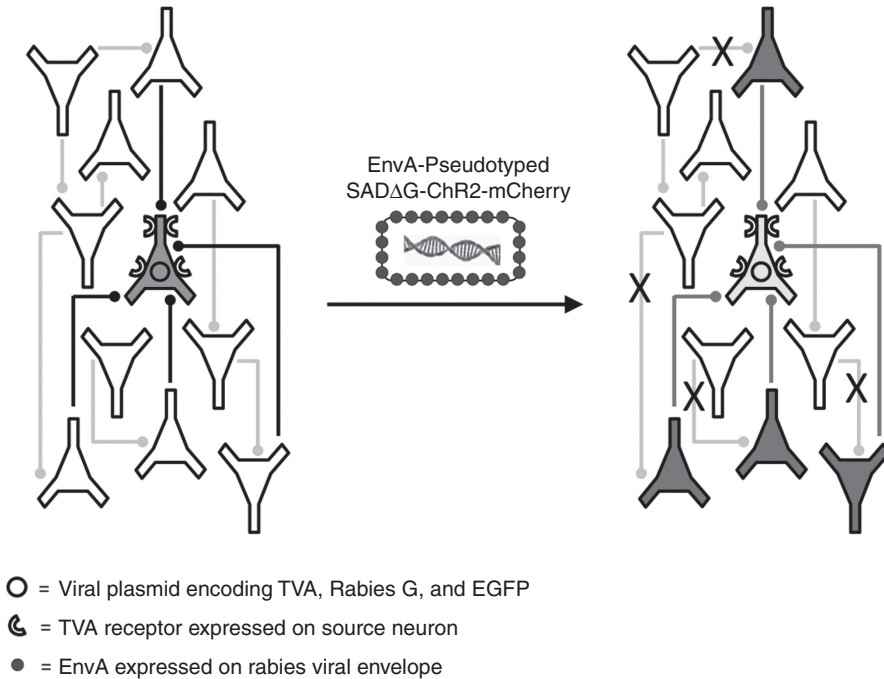 EnvA-Pseudotyped
SADΔG-ChR2-mCherry
X
X
X
X
= Viral plasmid encoding TVA, Rabies G, and EGFP
= TVA receptor expressed on source neuron
= EnvA expressed on rabies viral envelope